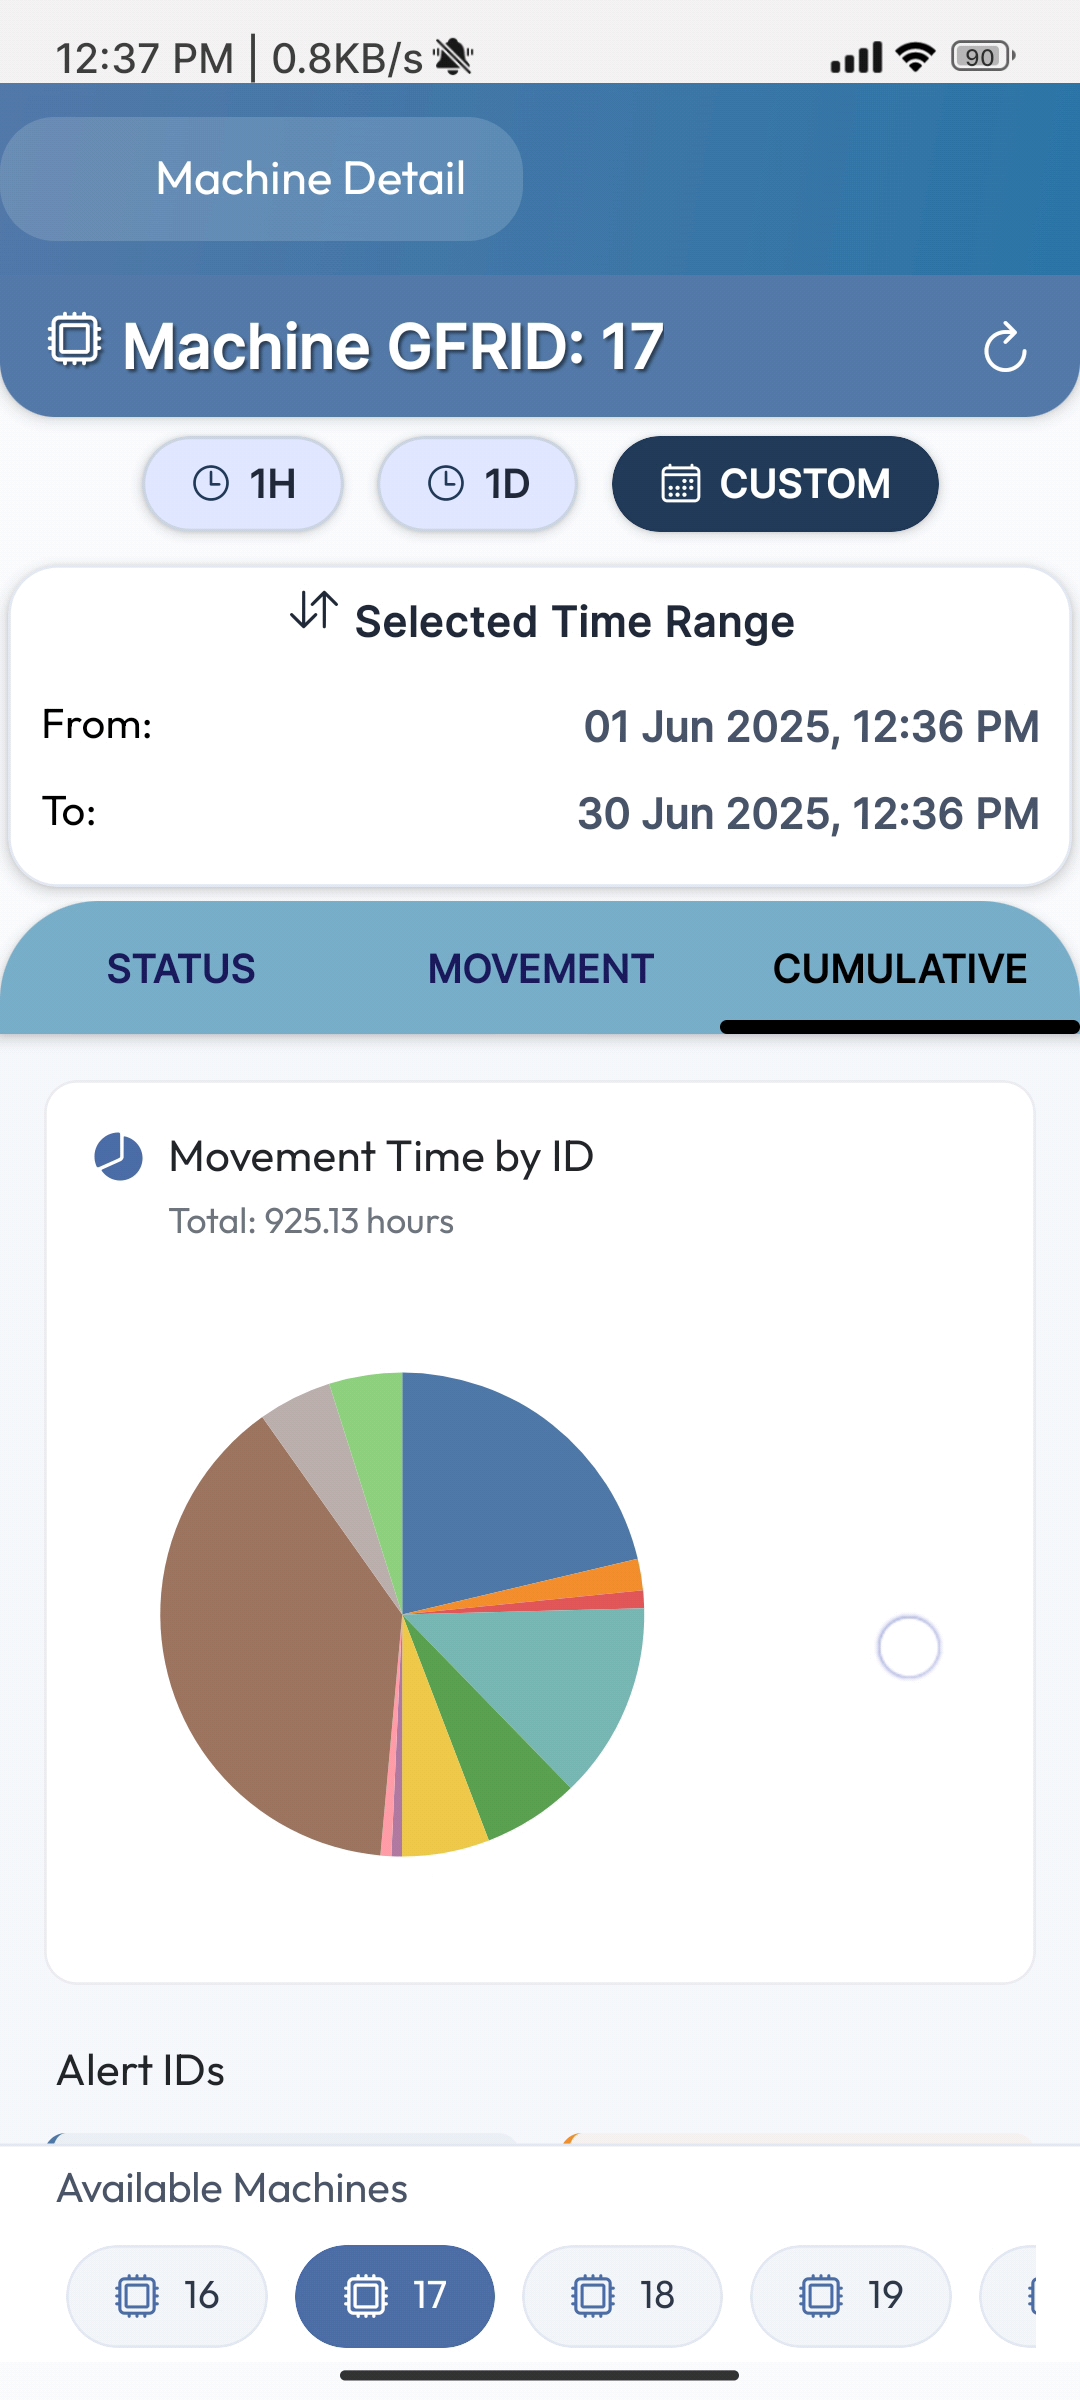 12:37 PM | 0.8KB/s
90
Machine Detail
Machine GFRID: 17
1H
1D
CUSTOM
Selected Time Range
From:
01 Jun 2025, 12:36 PM
To:
30 Jun 2025, 12:36 PM
STATUS
MOVEMENT
CUMULATIVE
Movement Time by ID
Total: 925.13 hours
Alert IDs
Available Machines
16
17
18
19